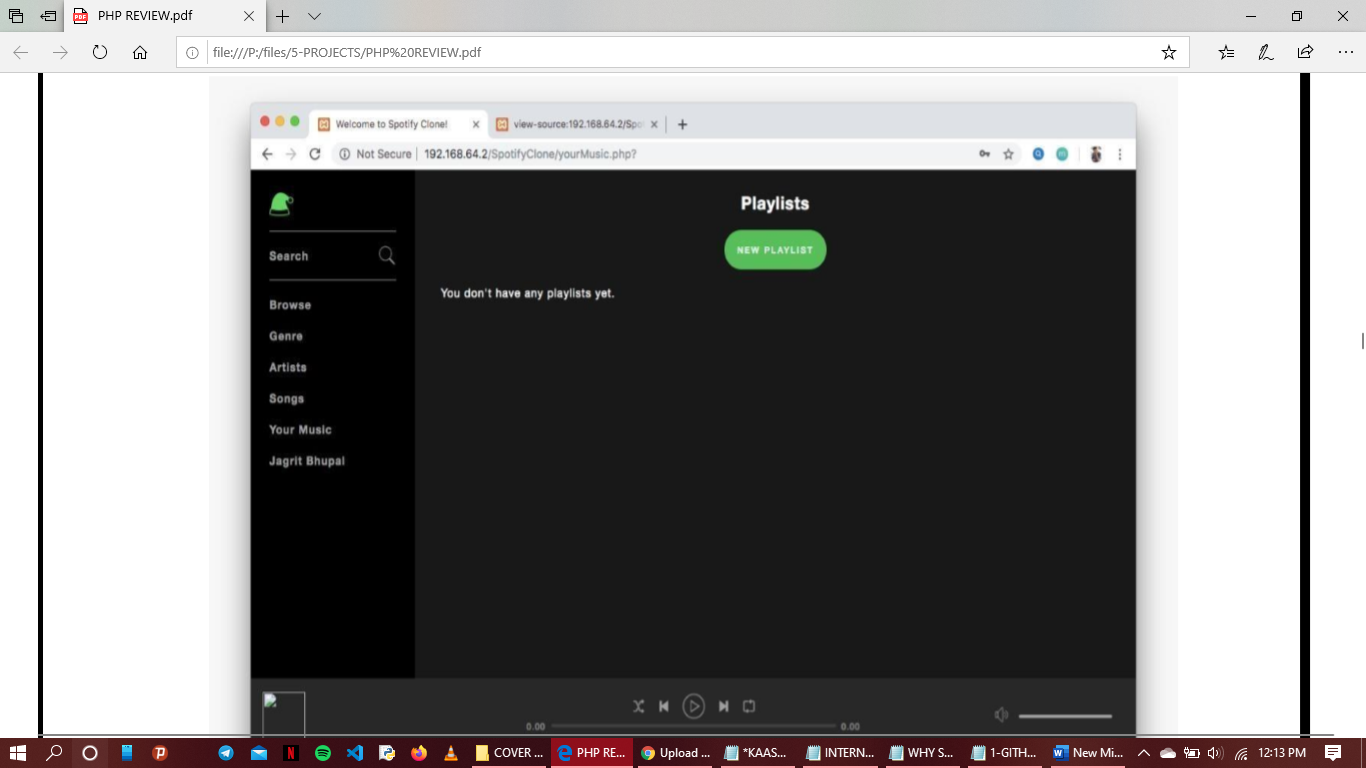 PHP REVIEW.pdf
file:///P:/files/5-PROJECTS/PHP%20REVIEW.pdf
Welcome to Spotify Clone!
view-source:192.168.64.2/Spot
Not Secure
192.168.64.2/SpotifyClone/yourMusic.php?
Playlists
Search
NEW PLAYLIST
You don't have any playlists yet.
Browse
Genre
Artists
Songs
Your Music
Jagrit Bhupal
0.00
0.00
COVER ...
PHP RE...
Upload ...
*KAAS...
INTERN...
WHY S...
1-GITH...
New Mi...
12:13 PM